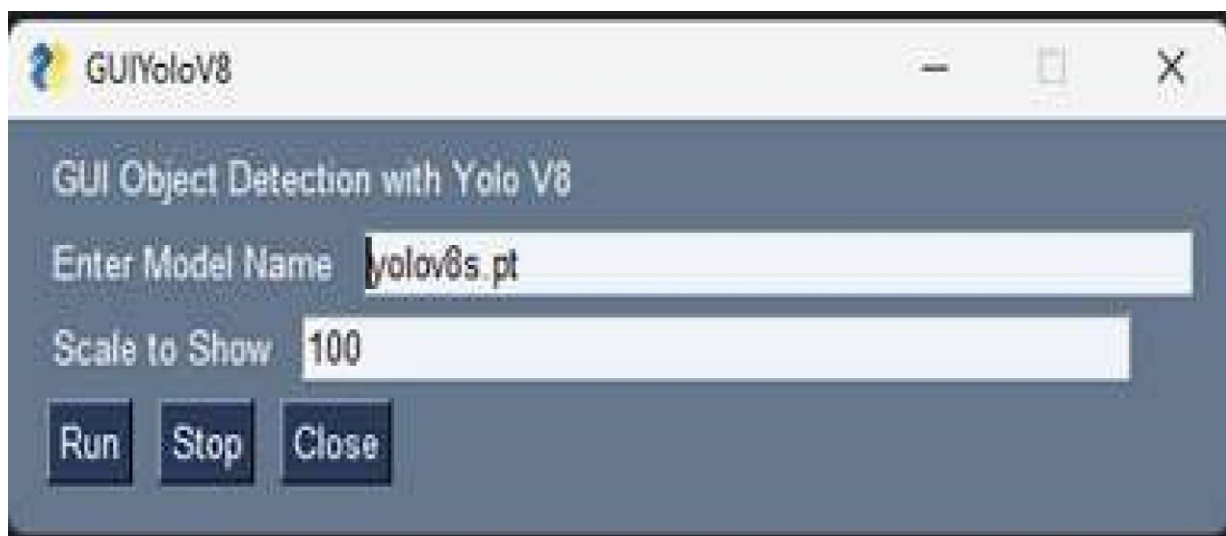 GUIYoloV8
GUI Object Detection with Yolo V8
Enter Model Name yolov8s.pt
Scale to Show 100
Run Stop Close